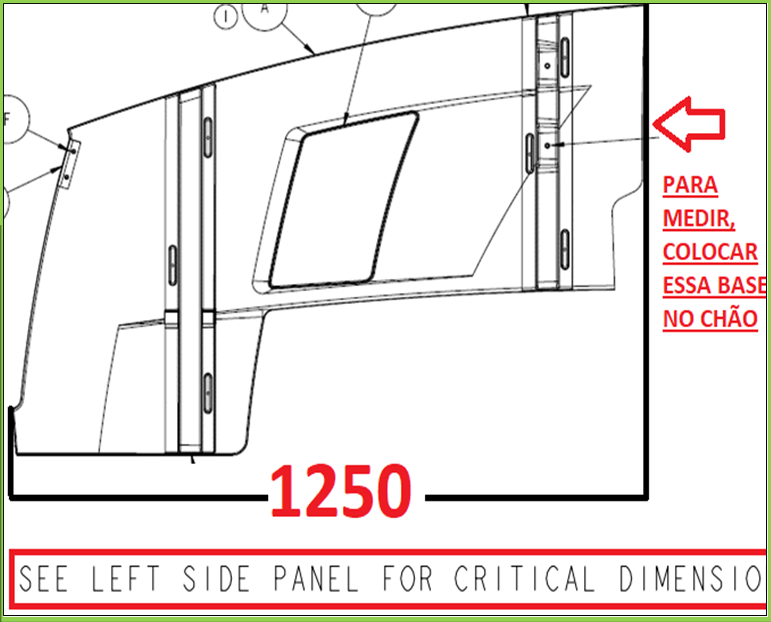 I
A
F
PARA
MEDIR,
COLOCAR
ESSA BASE
NO CHÃO
1250
SEE LEFT SIDE PANEL FOR CRITICAL DIMENSIO